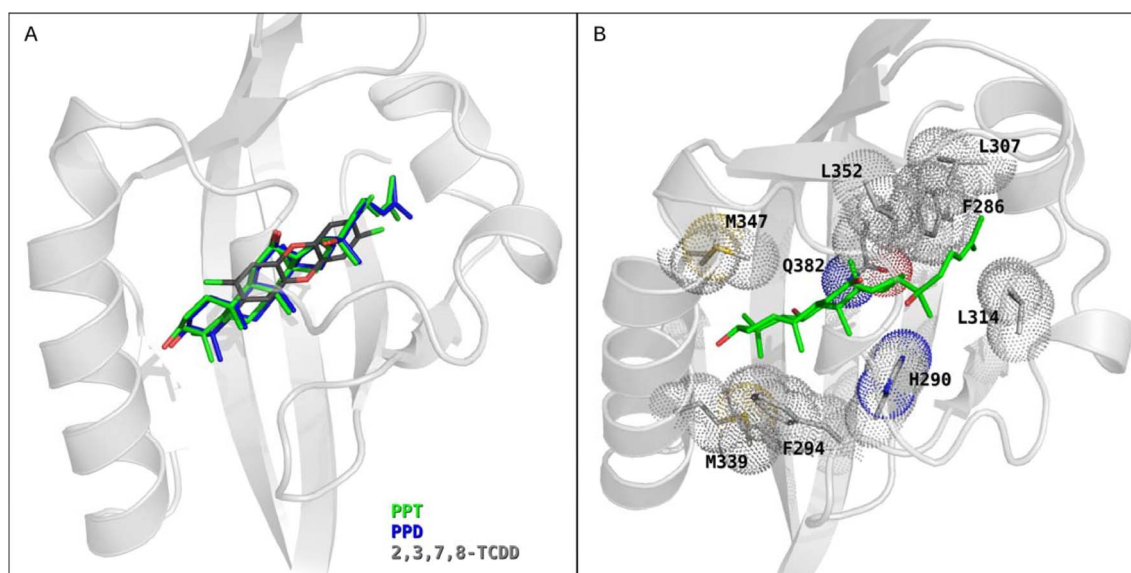 A
PPT
PPD
2,3,7,8-TCDD
B
L307
L352
F286
M347
Q382
L314
H290
F294
M339